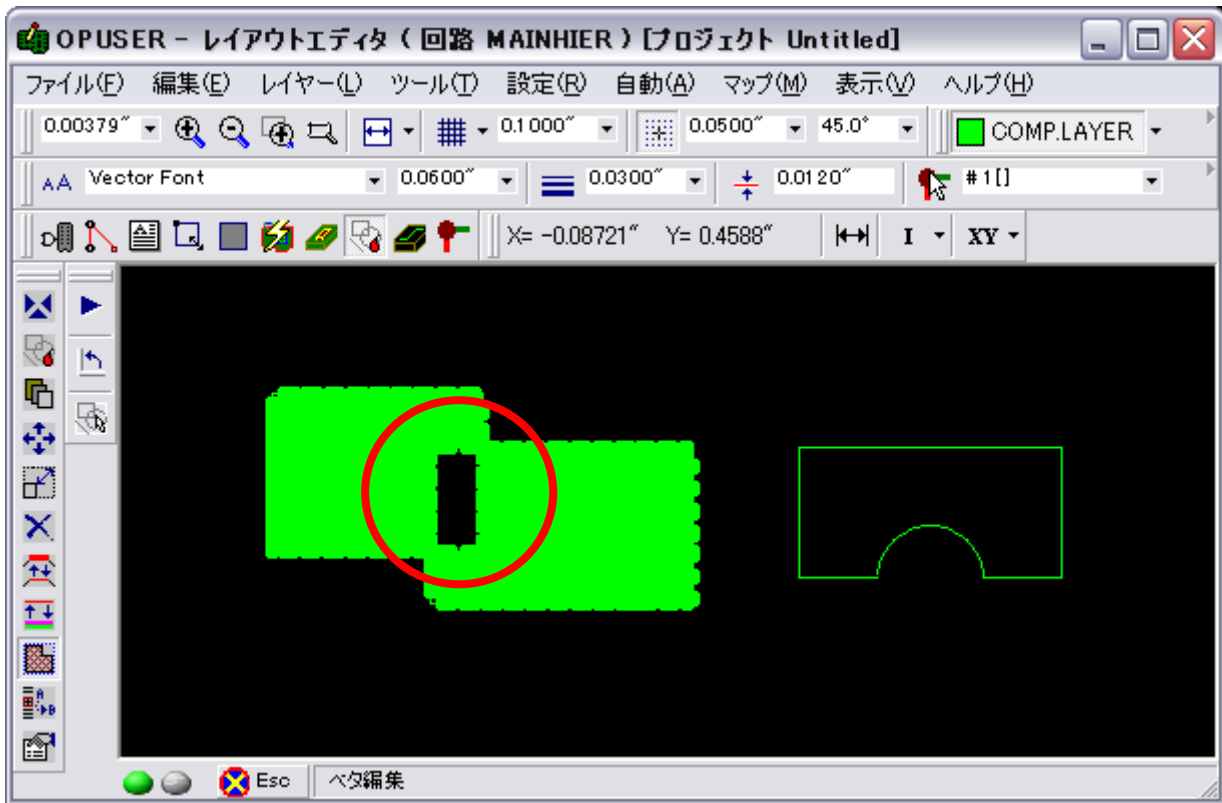 OPUSER - レイアウトエディタ ( 回路 MAINHIER ) [プロジェクト Untitled]
ファイル(F) 編集(E) レイヤー(L) ツール(T) 設定(R) 自動(A) マップ(M) 表示(V) ヘルプ(H)
0.00379" 0.1000" 0.0500" 45.0° COMP.LAYER
AA Vector Font 0.0600" 0.0300" 0.0120" #1[]
X= -0.08721" Y= 0.4588" I XY
Esc ベタ編集